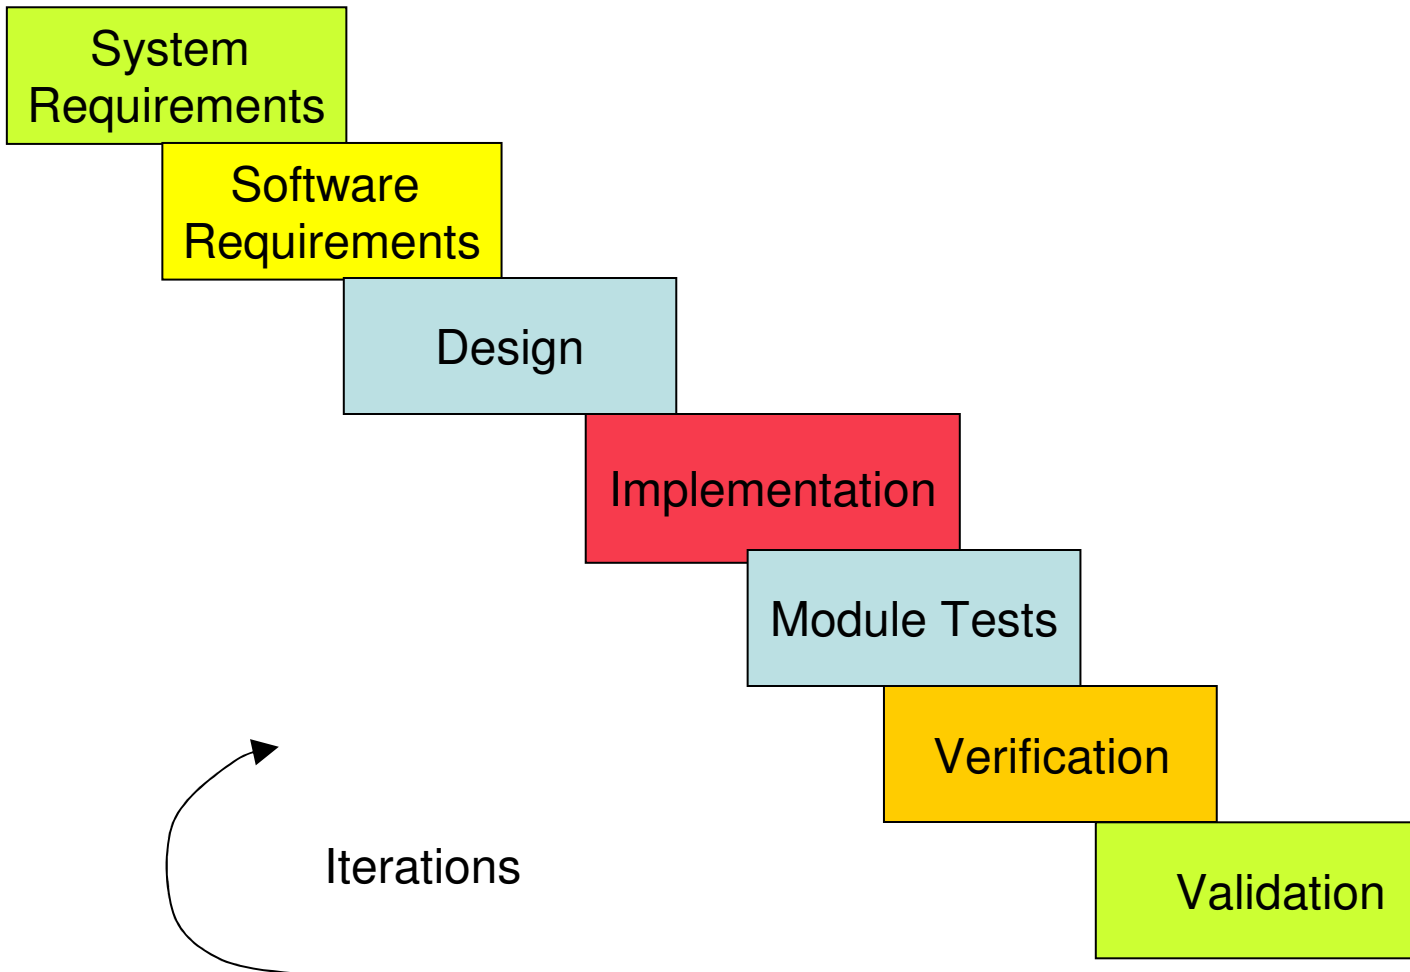 System
Requirements
Software
Requirements
Design
Implementation
Module Tests
Verification
Iterations
Validation